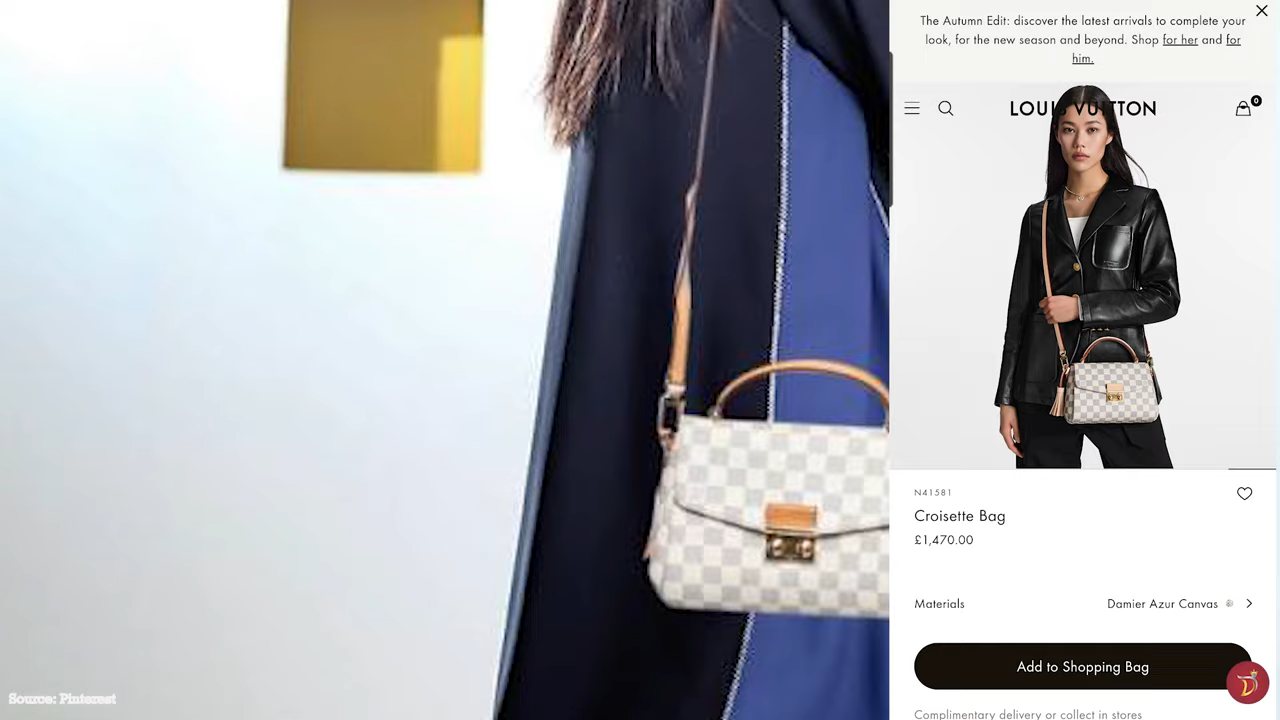 The Autumn Edit: discover the latest arrivals to complete your
look, for the new season and beyond. Shop for her and for
him.
LOUIS VUITTON
0
N41581
Croisette Bag
£1,470.00
Materials
Damier Azur Canvas
Add to Shopping Bag
Complimentary delivery or collect in stores
Source: Pinterest